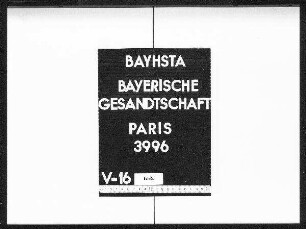 BAYHSTA
BAYERISCHE
GESANDTSCHAFT
PARIS
3996
V-16